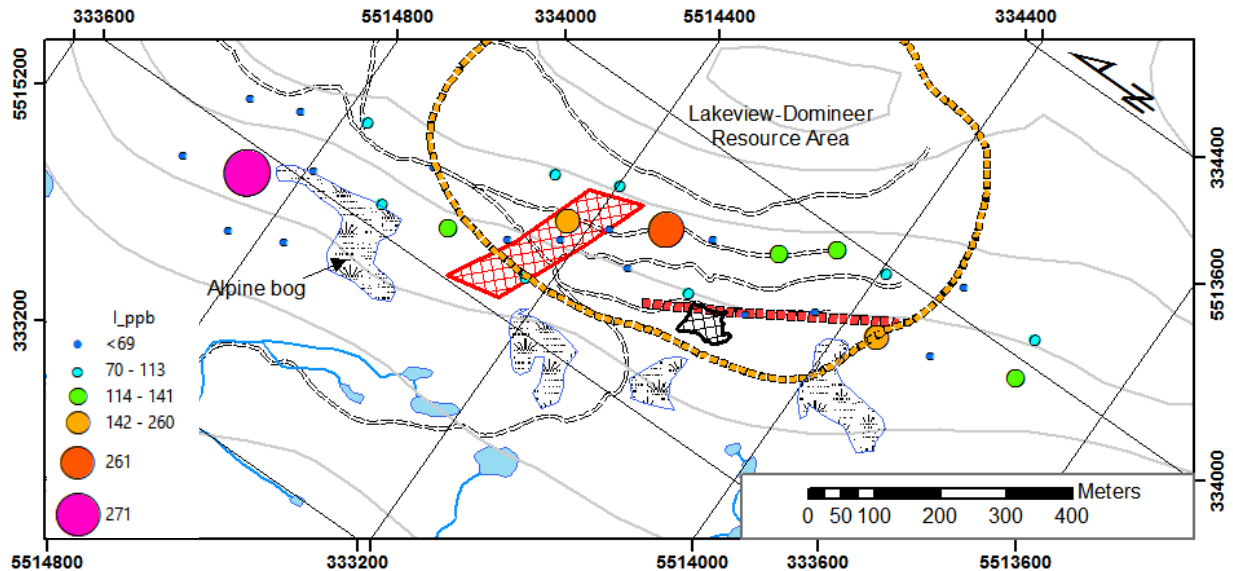 333600
5514800
334000
5514400
334400
5515200
N
Lakeview-Domineer
Resource Area
334400
Alpine bog
5513600
333200
I_ppb
<69
70 - 113
114 - 141
142 - 260
261
271
334000
Meters
0 50 100 200 300 400
5514800
333200
5514000
333600
5513600